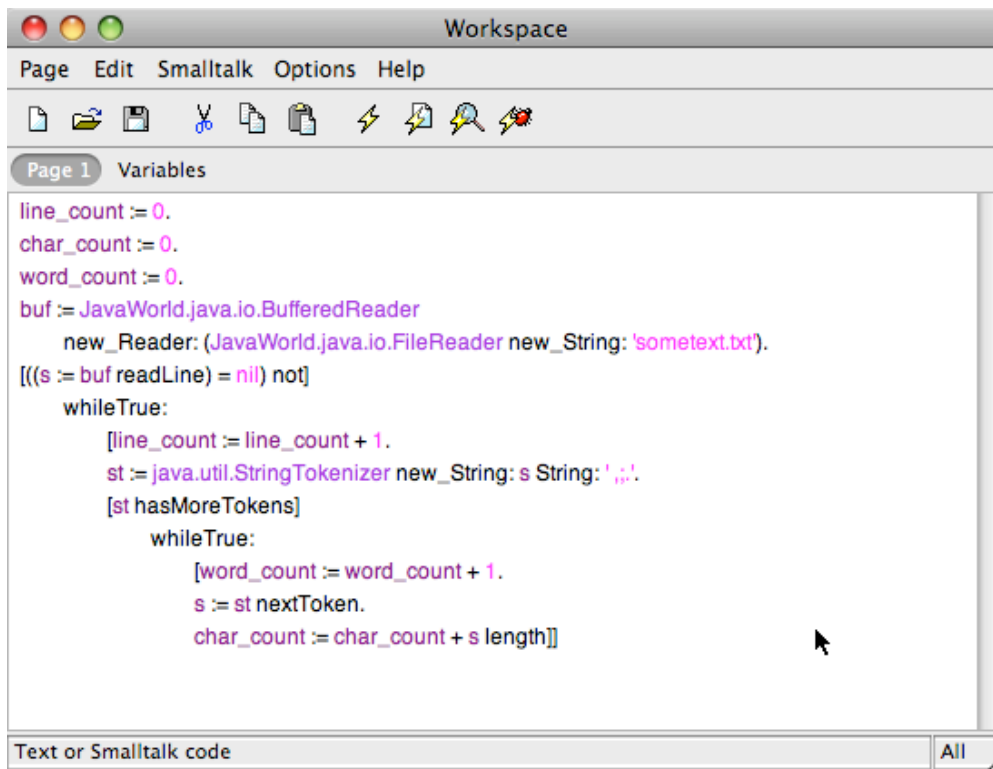 Workspace
Page Edit Smalltalk Options Help
Page 1 Variables
line_count := 0.
char_count := 0.
word_count := 0.
buf := JavaWorld.java.io.BufferedReader
new_Reader: (JavaWorld.java.io.FileReader new_String: 'sometext.txt').
[((s := buf readLine) = nil) not]
whileTrue:
[line_count := line_count + 1.
st := java.util.StringTokenizer new_String: s String: ' ,;.'.
[st hasMoreTokens]
whileTrue:
[word_count := word_count + 1.
s := st nextToken.
char_count := char_count + s length]]
Text or Smalltalk code All